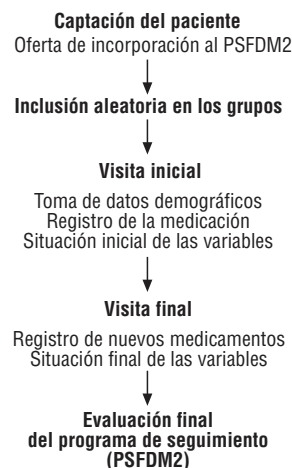 Captación del paciente
Oferta de incorporación al PSFDM2
Inclusión aleatoria en los grupos
Visita inicial
Toma de datos demográficos
Registro de la medicación
Situación inicial de las variables
Visita final
Registro de nuevos medicamentos
Situación final de las variables
Evaluación final
del programa de seguimiento
(PSFDM2)